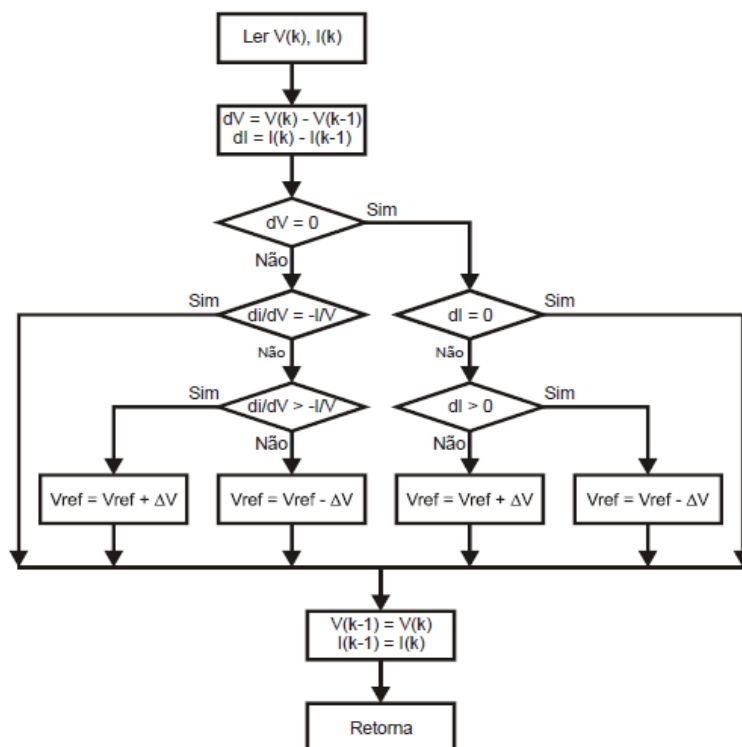 Ler V(k), I(k)
dV = V(k) - V(k-1)
dI = I(k) - I(k-1)
dV = 0
Sim
Não
Sim
di/dV = -I/V
dI = 0
Sim
Não
Não
Sim
di/dV > -I/V
dI > 0
Sim
Não
Não
Vref = Vref + ΔV
Vref = Vref - ΔV
Vref = Vref + ΔV
Vref = Vref - ΔV
V(k-1) = V(k)
I(k-1) = I(k)
Retorna